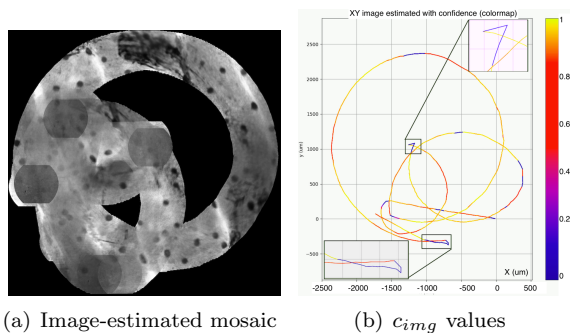 XY image estimated with confidence (colormap)
y (um)
2500
2000
1500
1000
500
0
-500
-2500 -2000 -1500 -1000 -500 0 500
X (um)
1
0.8
0.6
0.4
0.2
0
(a) Image-estimated mosaic
(b) c_img values